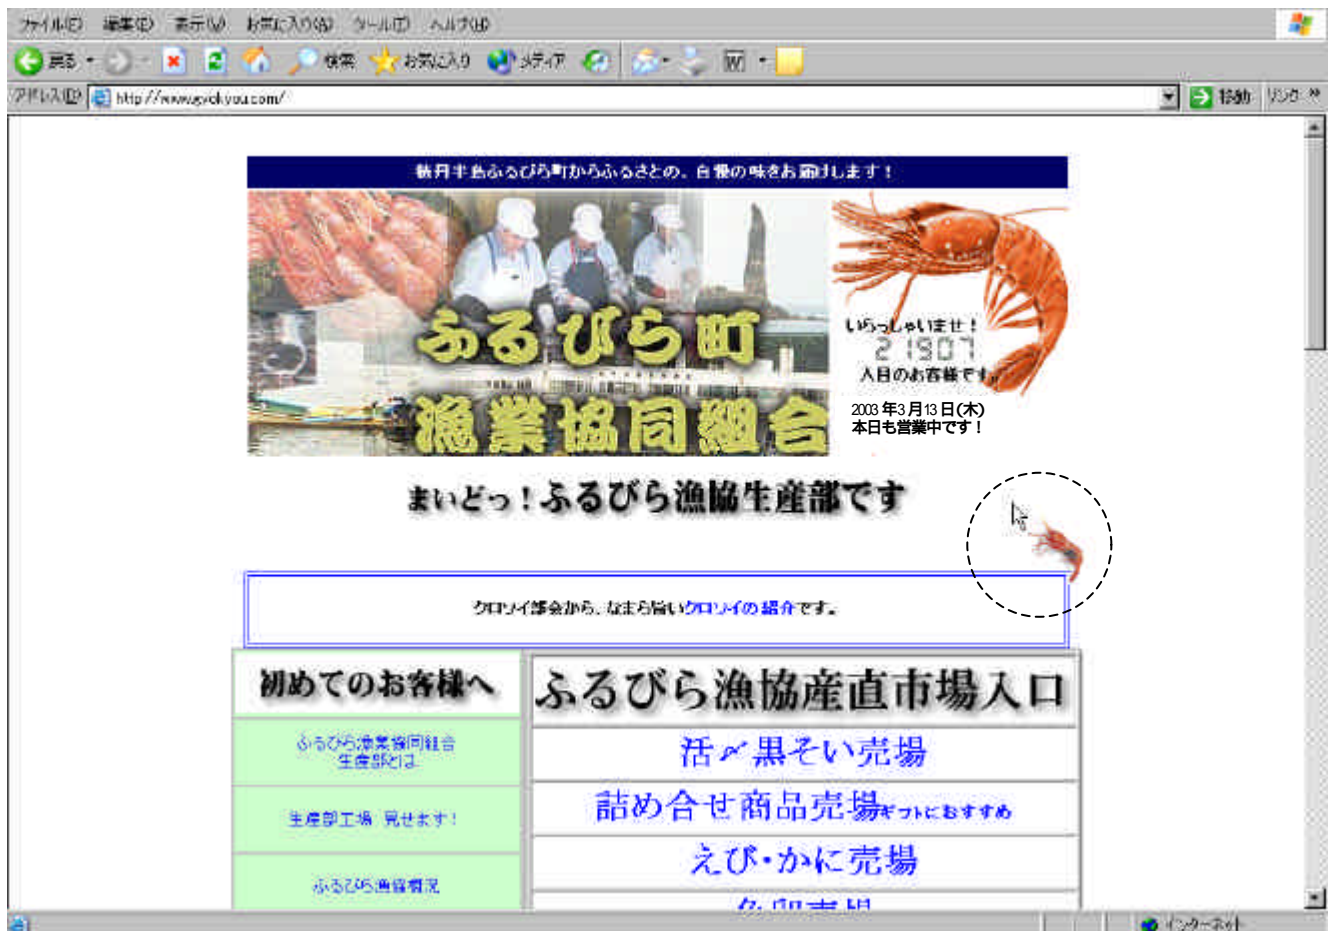 ファイル(F) 編集(E) 表示(V) お気に入り(A) ツール(T) ヘルプ(H)
戻る 検索 お気に入り メディア
アドレス(D) http://www.gyokyou.com/ 移動 リンク »
積丹半島ふるびら町からふるさとの、自慢の味をお届けします！
ふるびら町
漁業協同組合
いらっしゃいませ！
21907
人目のお客様です。
2003年3月13日(木)
本日も営業中です！
まいどっ！ふるびら漁協生産部です
クロソイ部会から、なまら旨いクロソイの紹介です。
初めてのお客様へ
ふるびら漁業協同組合
生産部とは
生産部工場 見せます！
ふるびら漁協概況
ふるびら漁協産直市場入口
活〆黒そい売場
詰め合せ商品売場ギフトにおすすめ
えび・かに売場
インターネット